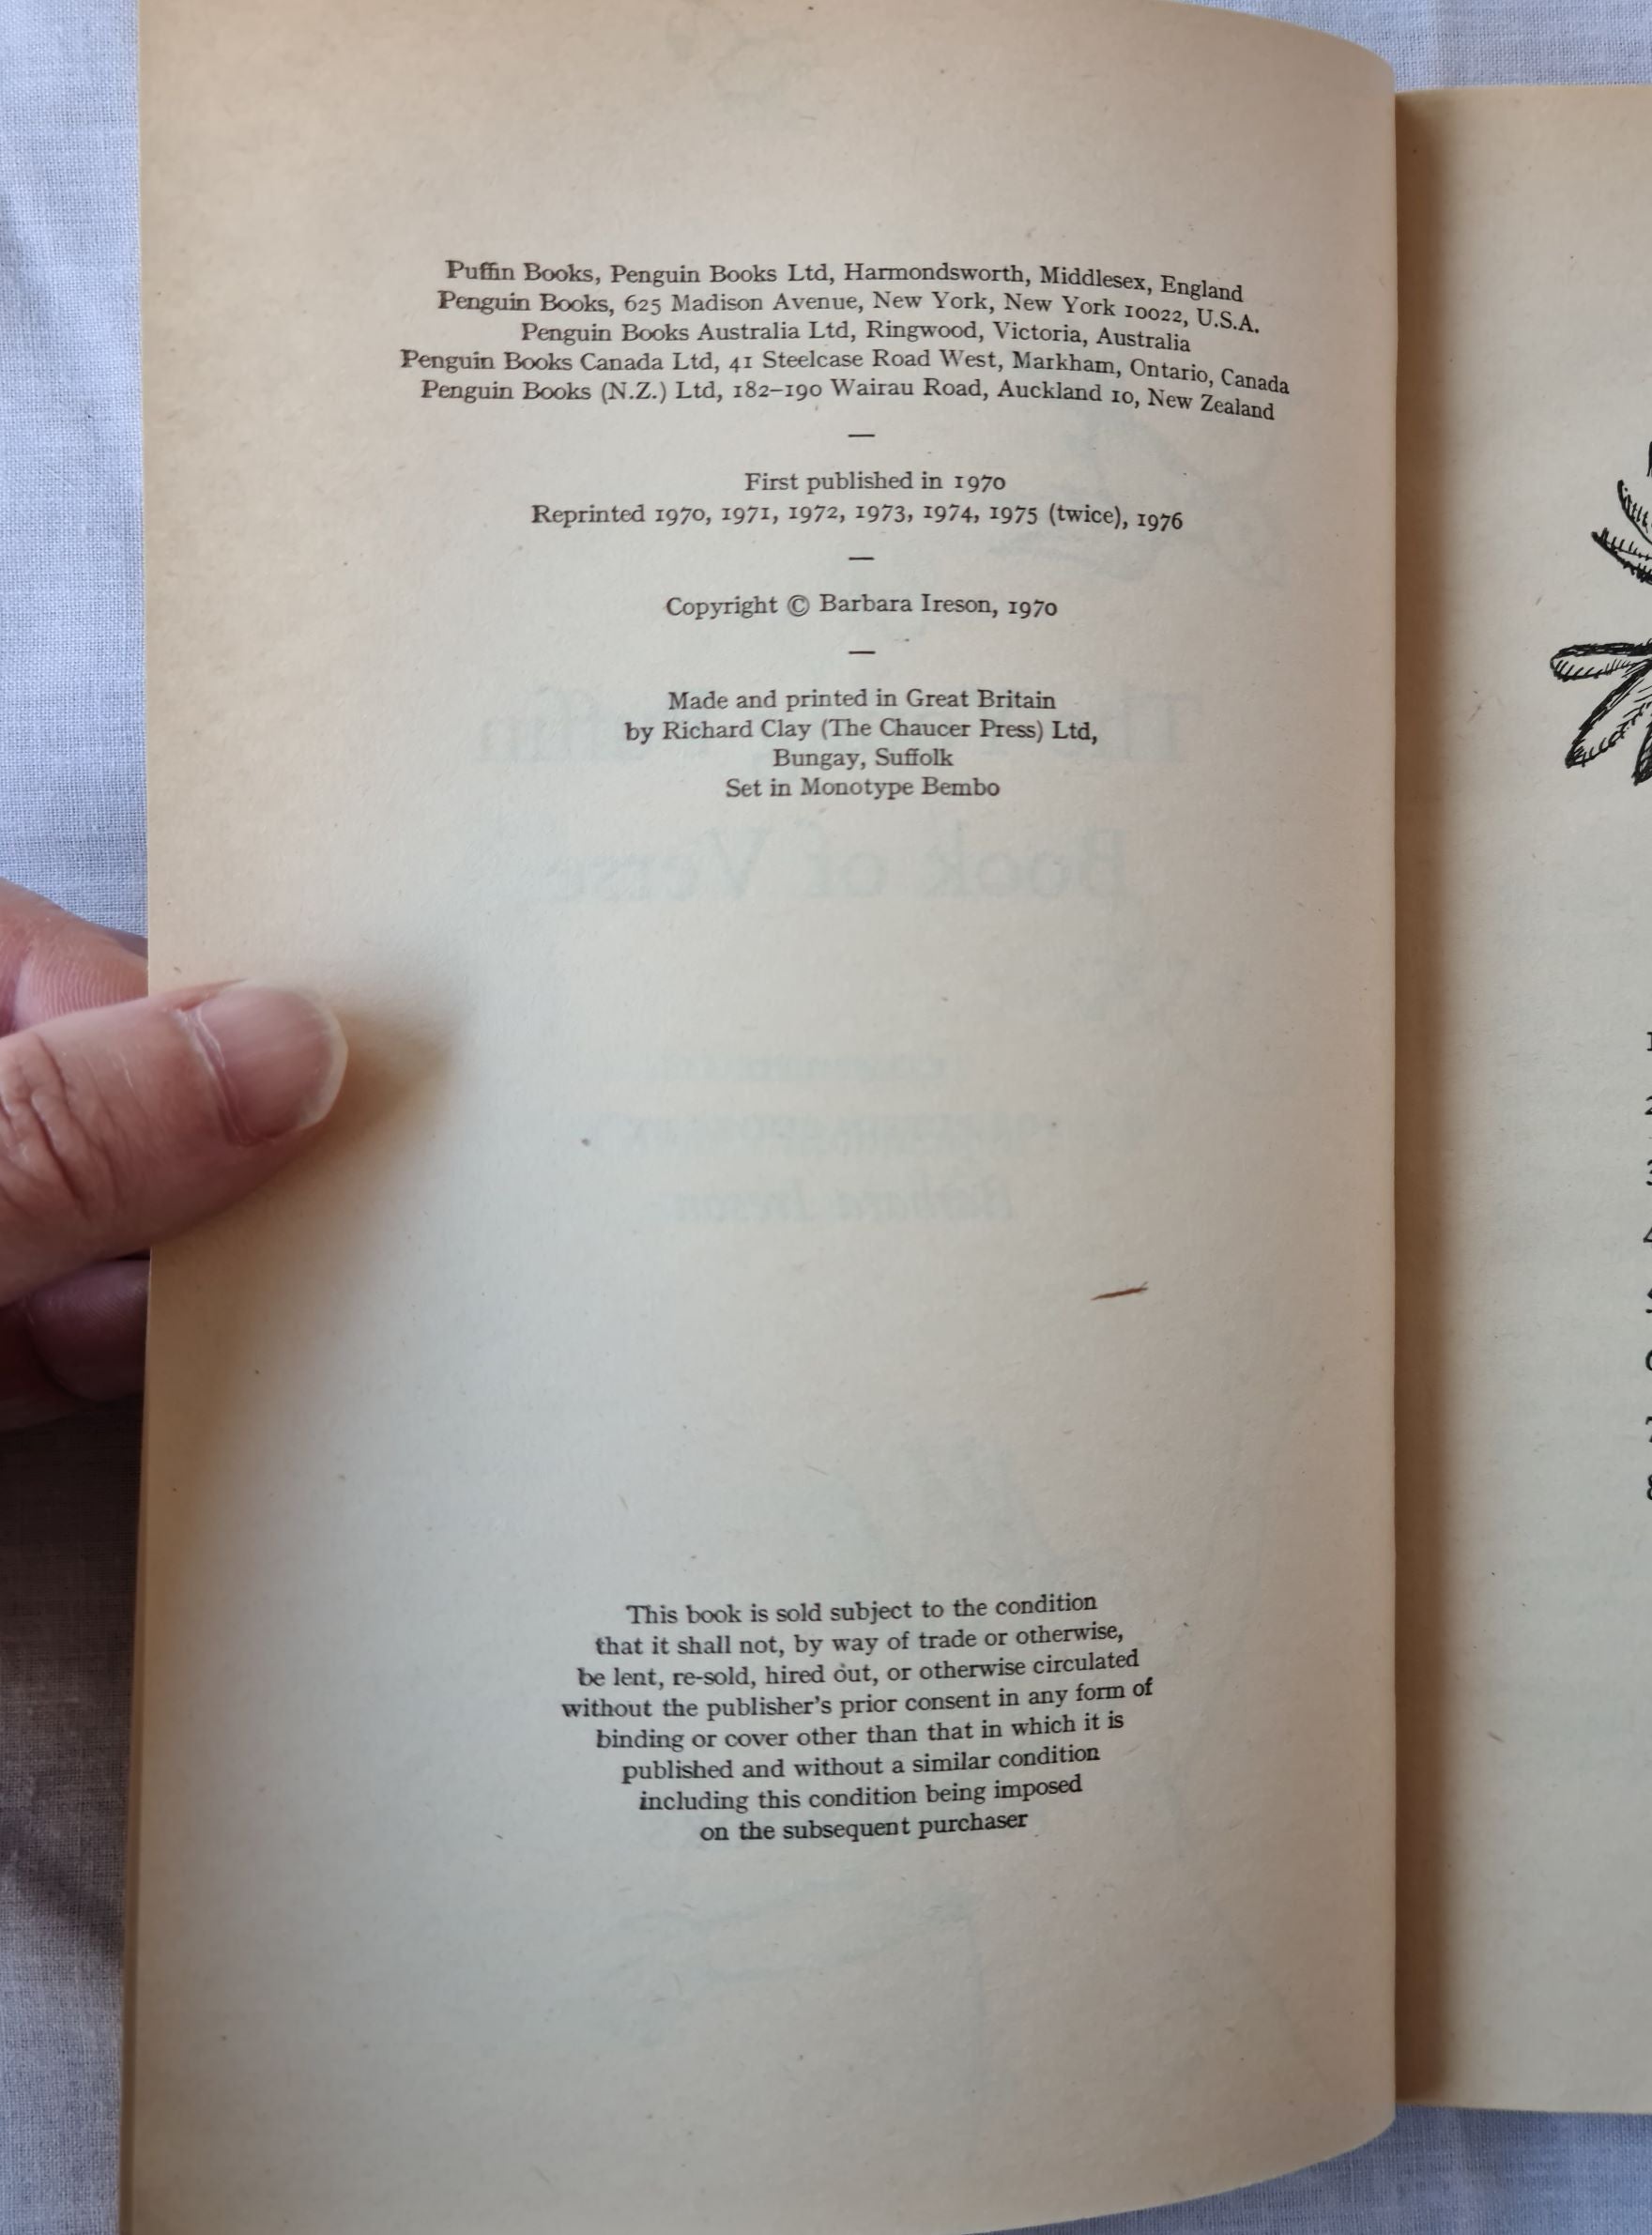 Puffin Books, Penguin Books Ltd, Harmondsworth, Middlesex, England
Penguin Books, 625 Madison Avenue, New York, New York 10022, U.S.A.
Penguin Books Australia Ltd, Ringwood, Victoria, Australia
Penguin Books Canada Ltd, 41 Steelcase Road West, Markham, Ontario, Canada
Penguin Books (N.Z.) Ltd, 182–190 Wairau Road, Auckland 10, New Zealand
—
First published in 1970
Reprinted 1970, 1971, 1972, 1973, 1974, 1975 (twice), 1976
—
Copyright © Barbara Ireson, 1970
—
Made and printed in Great Britain
by Richard Clay (The Chaucer Press) Ltd,
Bungay, Suffolk
Set in Monotype Bembo
Book of Verse
Barbara Ireson
This book is sold subject to the condition
that it shall not, by way of trade or otherwise,
be lent, re-sold, hired out, or otherwise circulated
without the publisher's prior consent in any form of
binding or cover other than that in which it is
published and without a similar condition
including this condition being imposed
on the subsequent purchaser